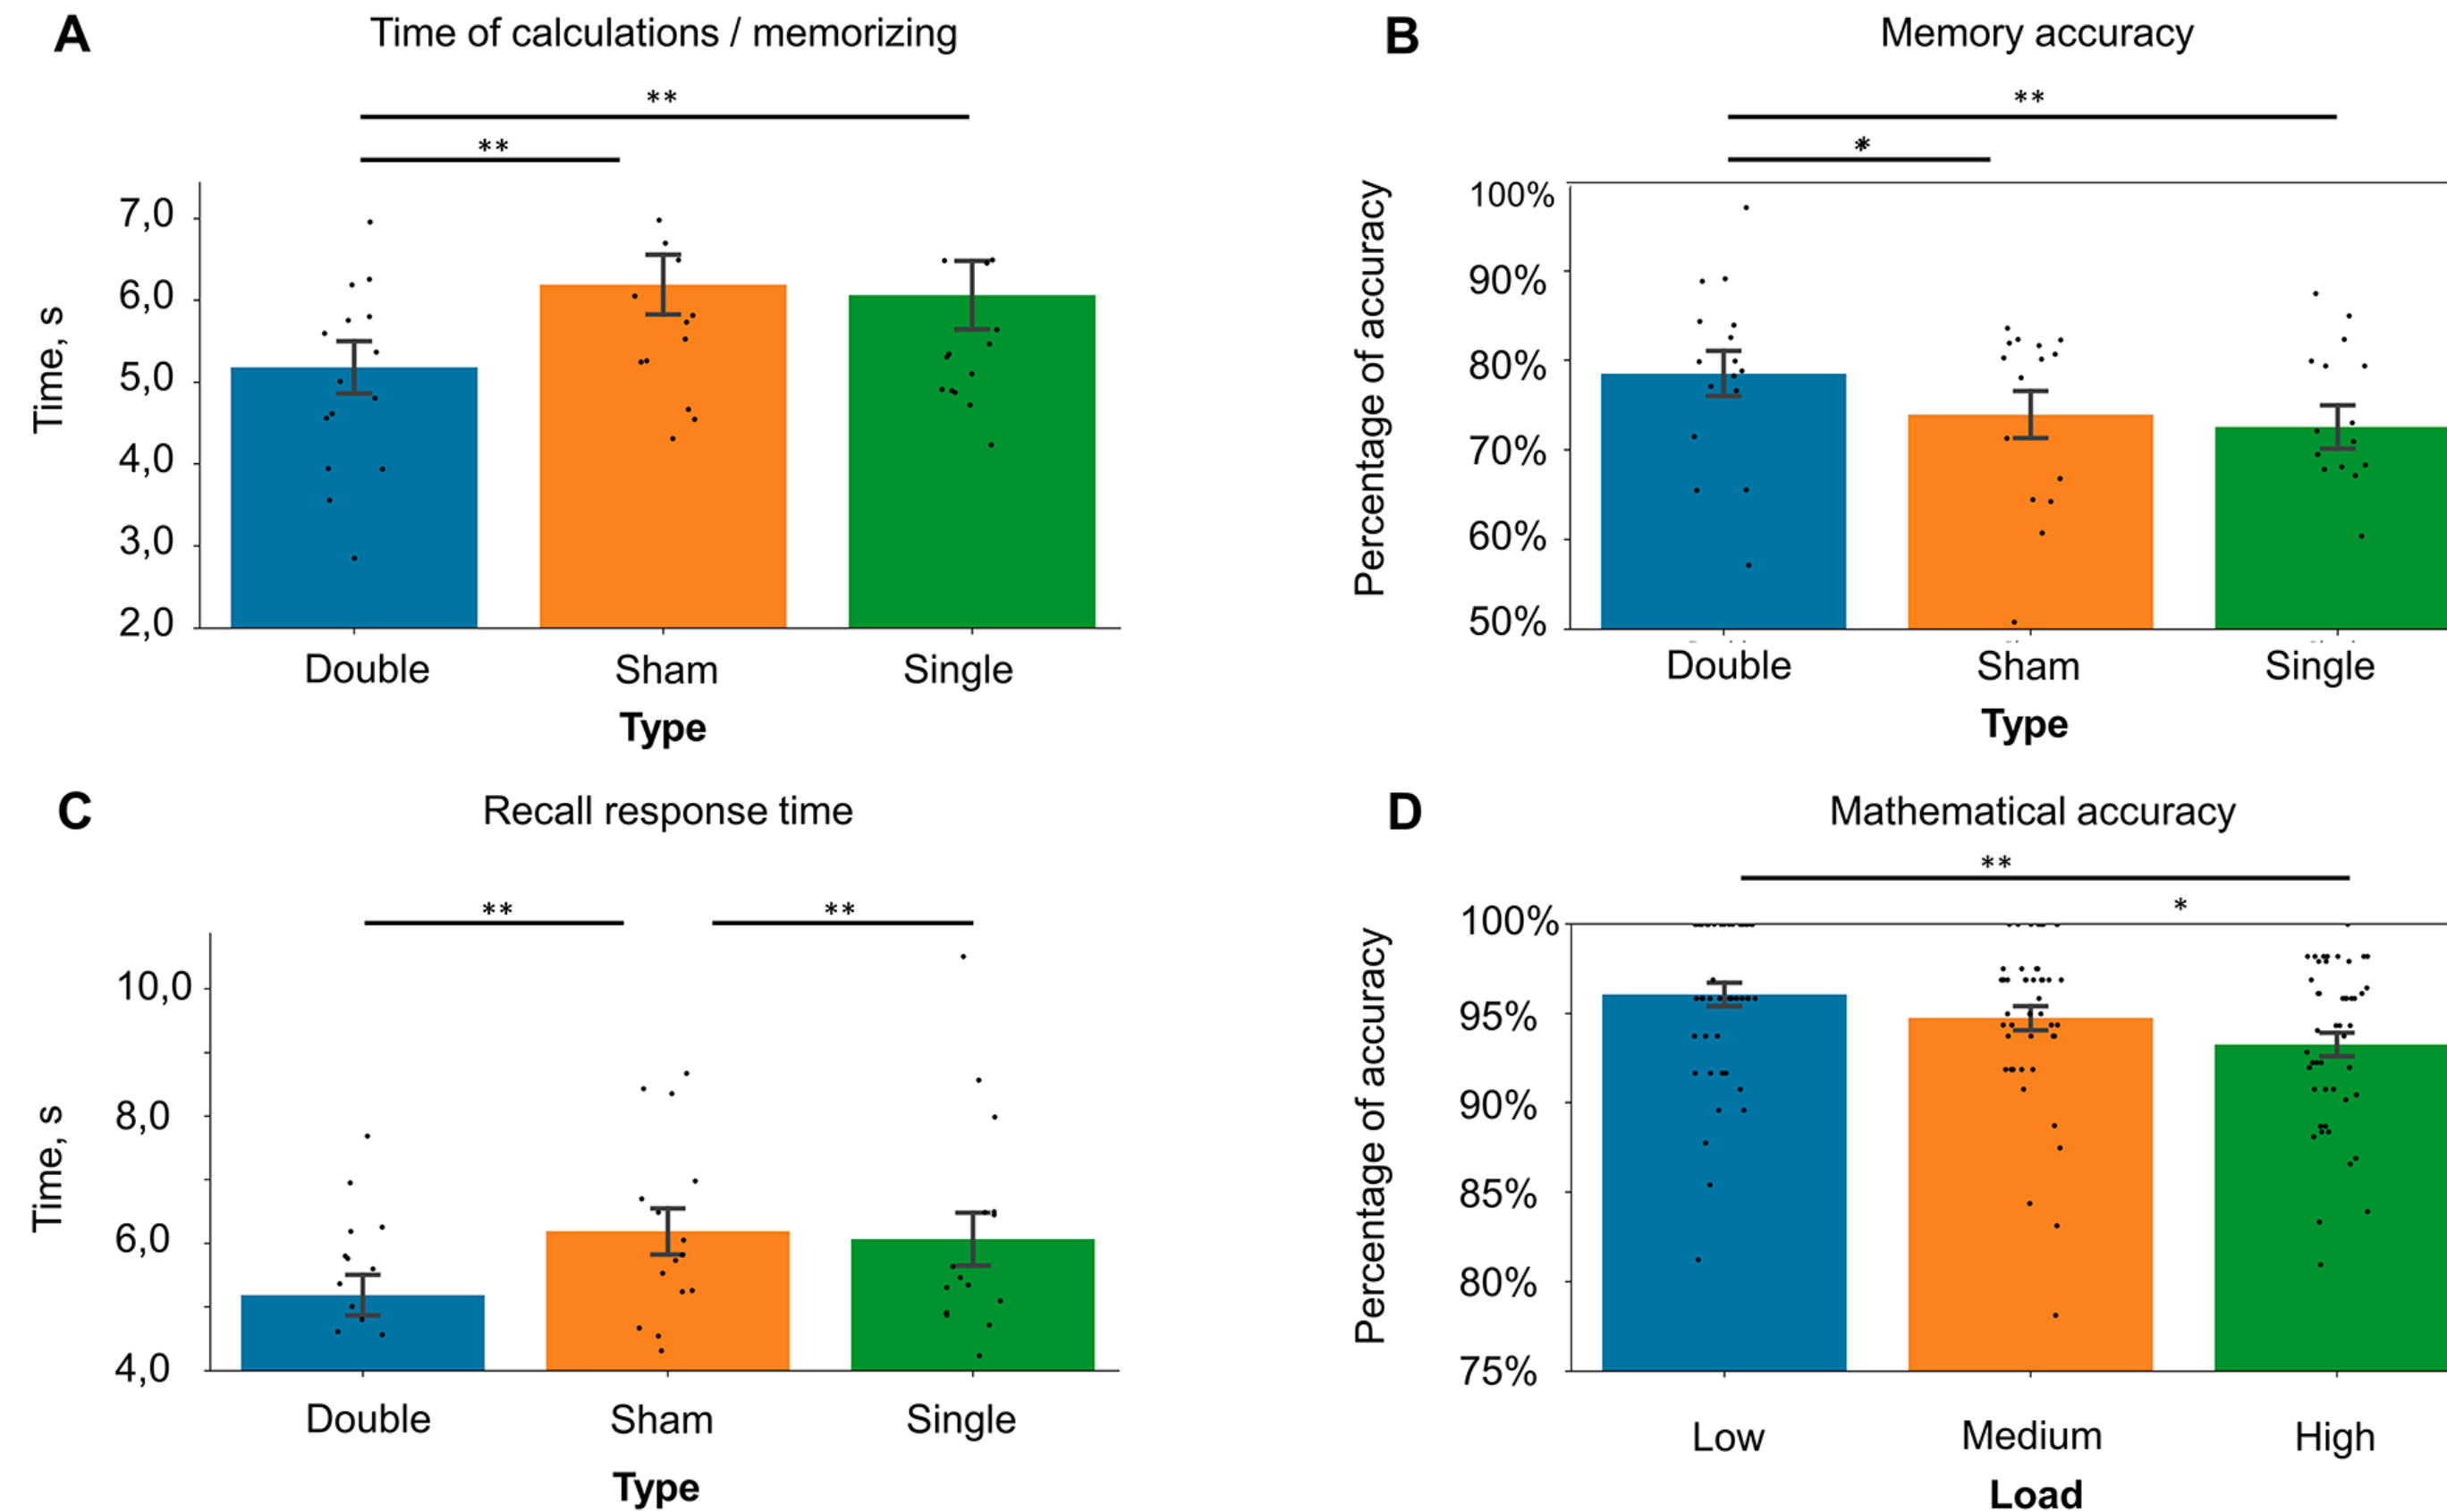 A Time of calculations / memorizing
**
**
Time, s
7,0
6,0
5,0
4,0
3,0
2,0
Double Sham Single
Type
B Memory accuracy
**
*
Percentage of accuracy
100%
90%
80%
70%
60%
50%
Double Sham Single
Type
C Recall response time
** **
Time, s
10,0
8,0
6,0
4,0
Double Sham Single
Type
D Mathematical accuracy
**
*
Percentage of accuracy
100%
95%
90%
85%
80%
75%
Low Medium High
Load